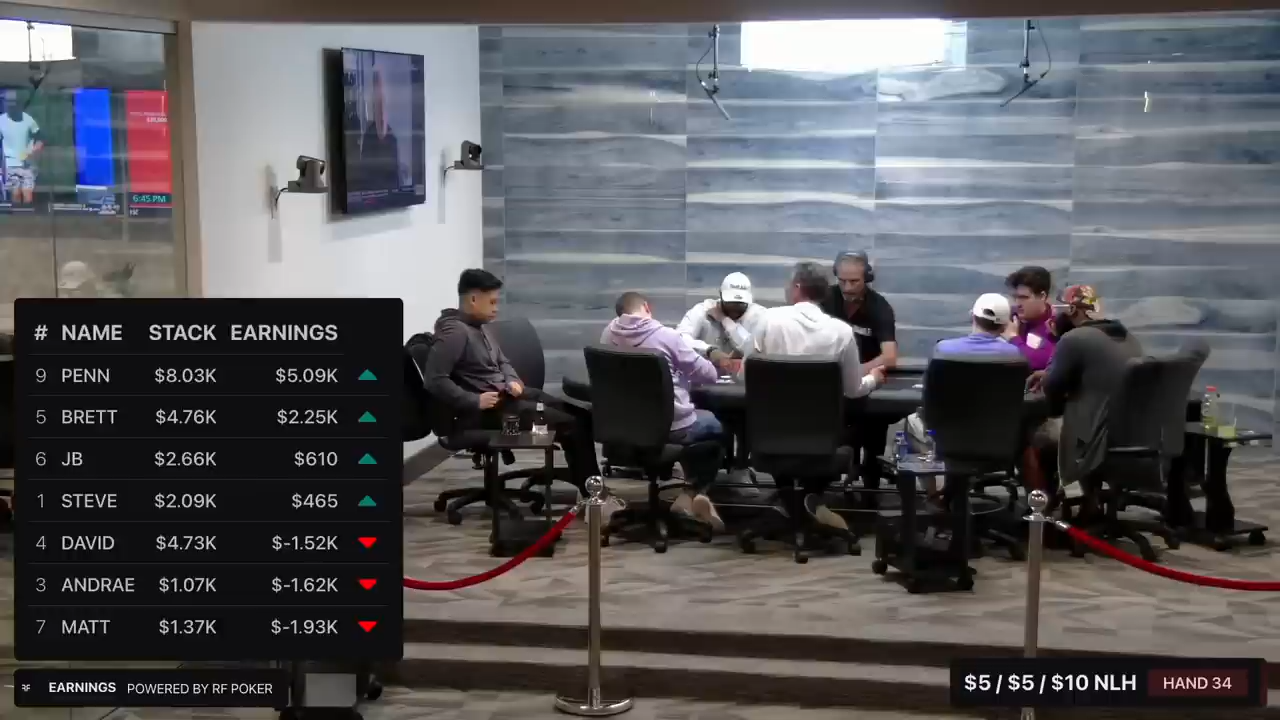 6:45 PM
# NAME STACK EARNINGS
9 PENN $8.03K $5.09K
5 BRETT $4.76K $2.25K
6 JB $2.66K $610
1 STEVE $2.09K $465
4 DAVID $4.73K $-1.52K
3 ANDRAE $1.07K $-1.62K
7 MATT $1.37K $-1.93K
RF EARNINGS POWERED BY RF POKER
$5 / $5 / $10 NLH HAND 34